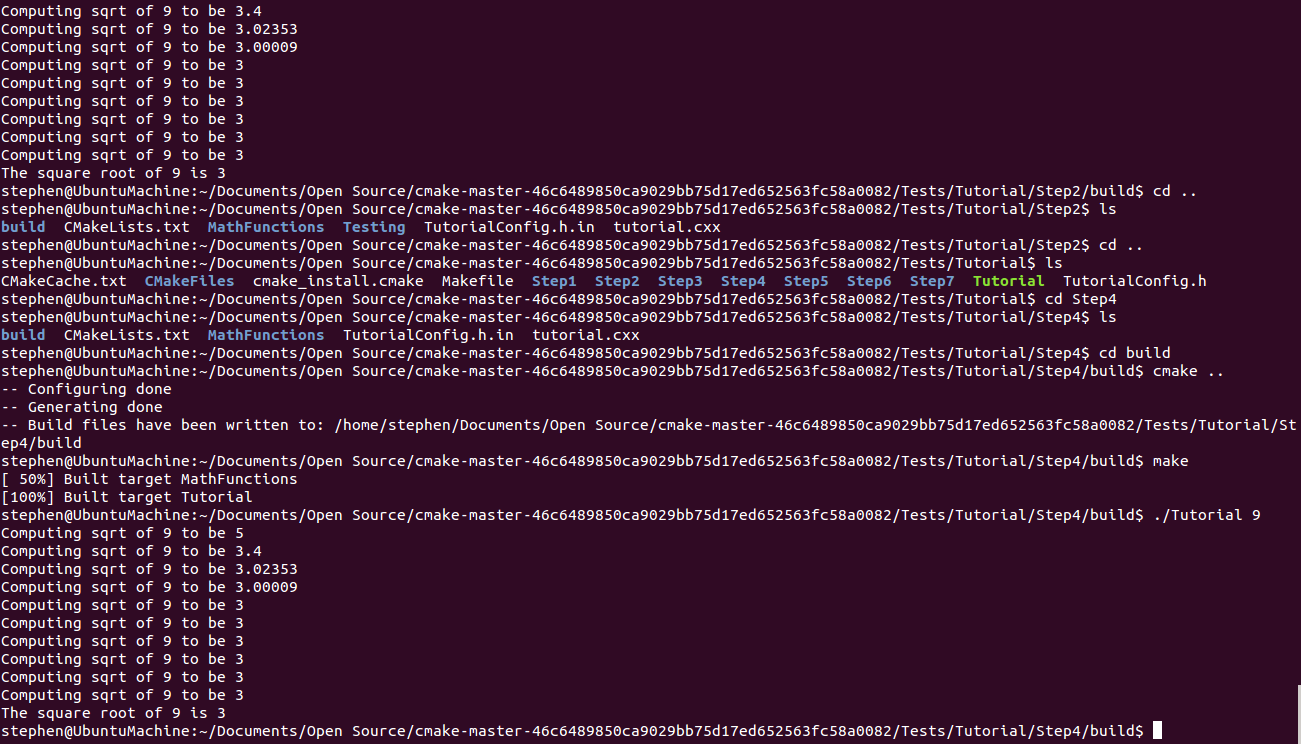 Computing sqrt of 9 to be 3.4
Computing sqrt of 9 to be 3.02353
Computing sqrt of 9 to be 3.00009
Computing sqrt of 9 to be 3
Computing sqrt of 9 to be 3
Computing sqrt of 9 to be 3
Computing sqrt of 9 to be 3
Computing sqrt of 9 to be 3
Computing sqrt of 9 to be 3
The square root of 9 is 3
stephen@UbuntuMachine:~/Documents/Open Source/cmake-master-46c6489850ca9029bb75d17ed652563fc58a0082/Tests/Tutorial/Step2/build$ cd ..
stephen@UbuntuMachine:~/Documents/Open Source/cmake-master-46c6489850ca9029bb75d17ed652563fc58a0082/Tests/Tutorial/Step2$ ls
build  CMakeLists.txt  MathFunctions  Testing  TutorialConfig.h.in  tutorial.cxx
stephen@UbuntuMachine:~/Documents/Open Source/cmake-master-46c6489850ca9029bb75d17ed652563fc58a0082/Tests/Tutorial/Step2$ cd ..
stephen@UbuntuMachine:~/Documents/Open Source/cmake-master-46c6489850ca9029bb75d17ed652563fc58a0082/Tests/Tutorial$ ls
CMakeCache.txt  CMakeFiles  cmake_install.cmake  Makefile  Step1  Step2  Step3  Step4  Step5  Step6  Step7  Tutorial  TutorialConfig.h
stephen@UbuntuMachine:~/Documents/Open Source/cmake-master-46c6489850ca9029bb75d17ed652563fc58a0082/Tests/Tutorial$ cd Step4
stephen@UbuntuMachine:~/Documents/Open Source/cmake-master-46c6489850ca9029bb75d17ed652563fc58a0082/Tests/Tutorial/Step4$ ls
build  CMakeLists.txt  MathFunctions  TutorialConfig.h.in  tutorial.cxx
stephen@UbuntuMachine:~/Documents/Open Source/cmake-master-46c6489850ca9029bb75d17ed652563fc58a0082/Tests/Tutorial/Step4$ cd build
stephen@UbuntuMachine:~/Documents/Open Source/cmake-master-46c6489850ca9029bb75d17ed652563fc58a0082/Tests/Tutorial/Step4/build$ cmake ..
-- Configuring done
-- Generating done
-- Build files have been written to: /home/stephen/Documents/Open Source/cmake-master-46c6489850ca9029bb75d17ed652563fc58a0082/Tests/Tutorial/St
ep4/build
stephen@UbuntuMachine:~/Documents/Open Source/cmake-master-46c6489850ca9029bb75d17ed652563fc58a0082/Tests/Tutorial/Step4/build$ make
[ 50%] Built target MathFunctions
[100%] Built target Tutorial
stephen@UbuntuMachine:~/Documents/Open Source/cmake-master-46c6489850ca9029bb75d17ed652563fc58a0082/Tests/Tutorial/Step4/build$ ./Tutorial 9
Computing sqrt of 9 to be 5
Computing sqrt of 9 to be 3.4
Computing sqrt of 9 to be 3.02353
Computing sqrt of 9 to be 3.00009
Computing sqrt of 9 to be 3
Computing sqrt of 9 to be 3
Computing sqrt of 9 to be 3
Computing sqrt of 9 to be 3
Computing sqrt of 9 to be 3
Computing sqrt of 9 to be 3
The square root of 9 is 3
stephen@UbuntuMachine:~/Documents/Open Source/cmake-master-46c6489850ca9029bb75d17ed652563fc58a0082/Tests/Tutorial/Step4/build$